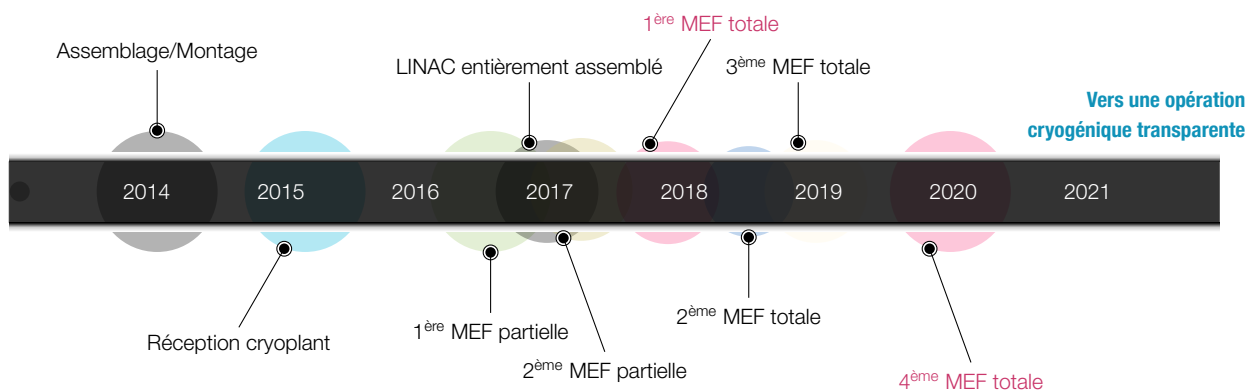 1ère MEF totale
Assemblage/Montage
LINAC entièrement assemblé
3ème MEF totale
Vers une opération
cryogénique transparente
2014
2015
2016
2017
2018
2019
2020
2021
Réception cryoplant
1ère MEF partielle
2ème MEF partielle
2ème MEF totale
4ème MEF totale